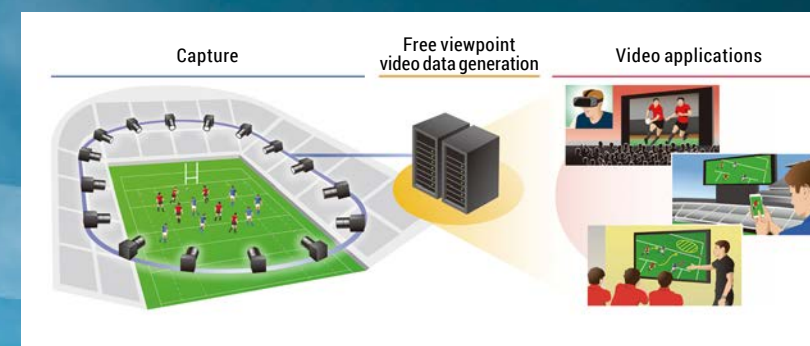 Capture
Free viewpoint
video data generation
Video applications